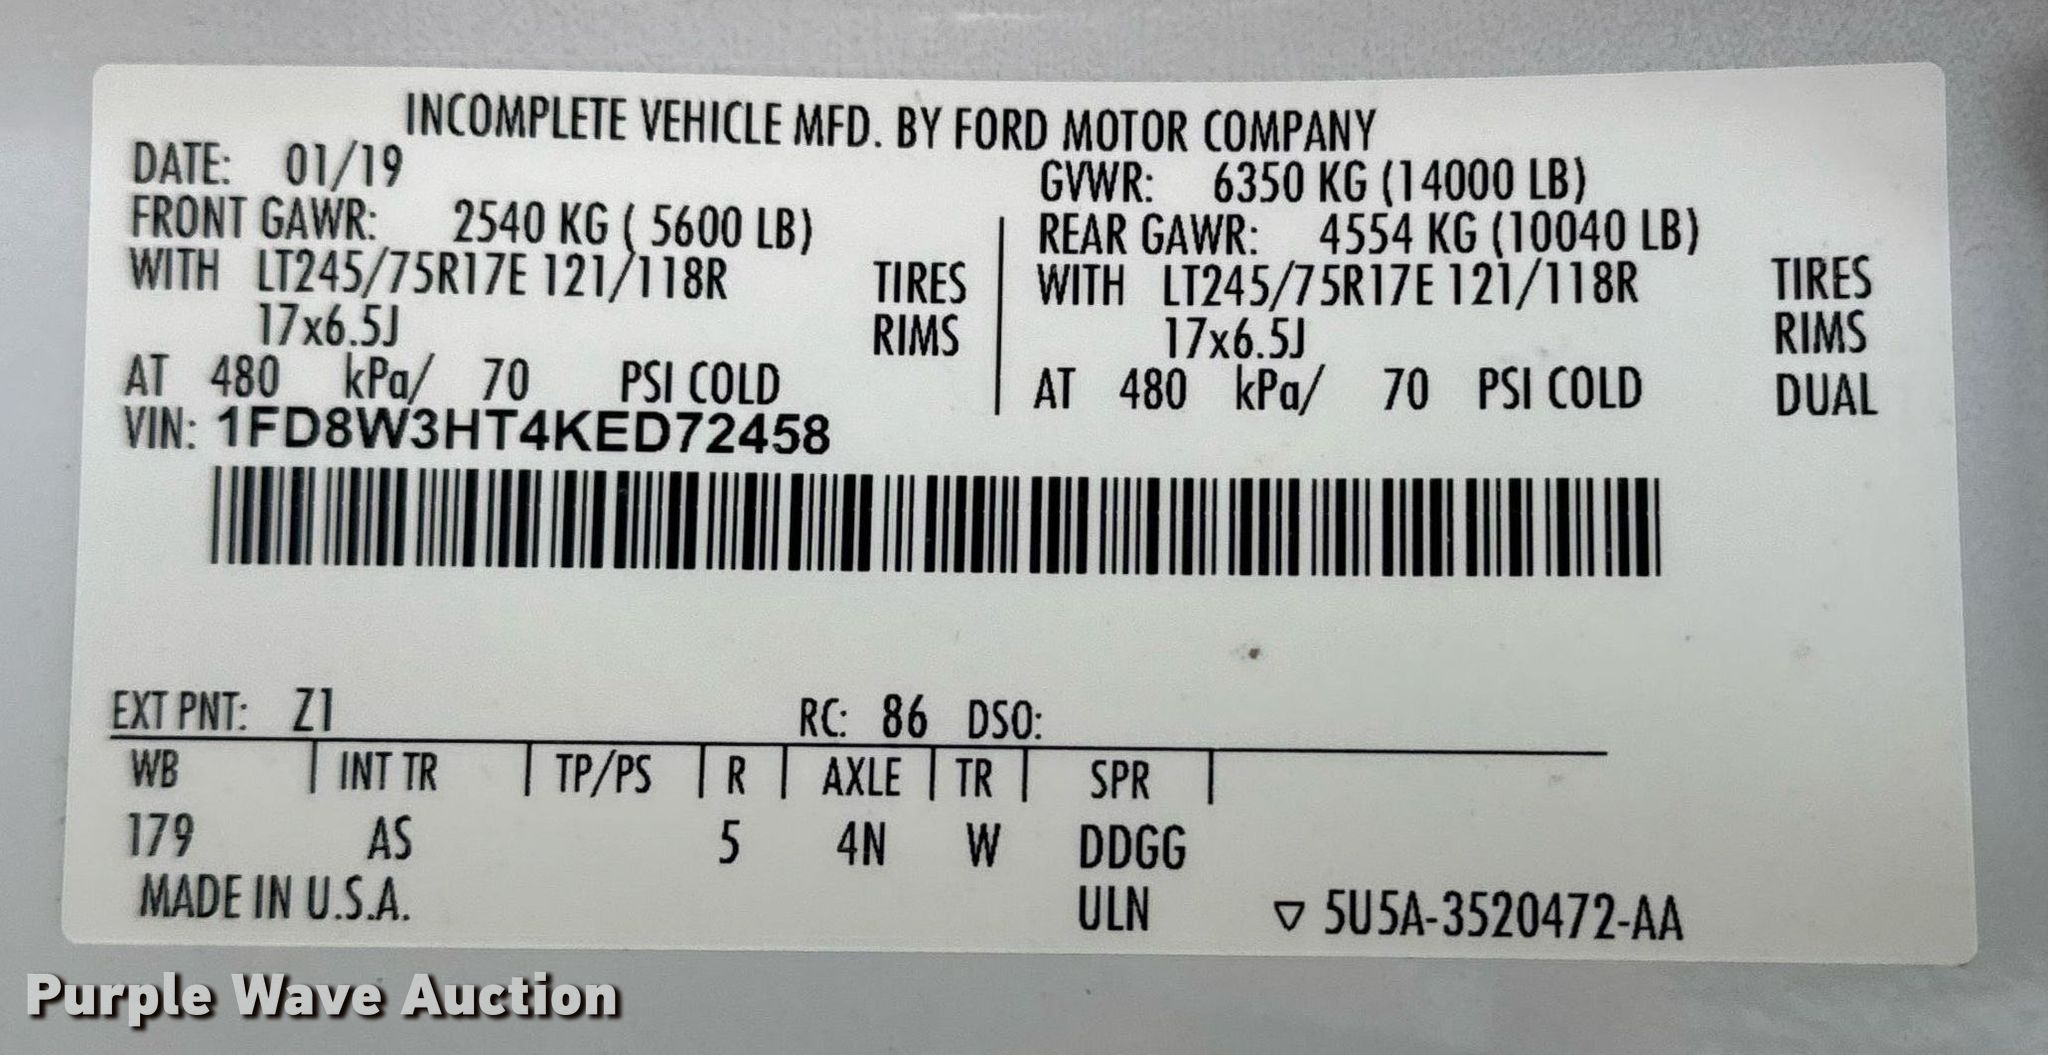 INCOMPLETE VEHICLE MFD. BY FORD MOTOR COMPANY
DATE: 01/19
GVWR: 6350 KG (14000 LB)
FRONT GAWR: 2540 KG ( 5600 LB)
WITH LT245/75R17E 121/118R TIRES
17x6.5J RIMS
AT 480 kPa/ 70 PSI COLD
REAR GAWR: 4554 KG (10040 LB)
WITH LT245/75R17E 121/118R TIRES
17x6.5J RIMS
AT 480 kPa/ 70 PSI COLD DUAL
VIN: 1FD8W3HT4KED72458
EXT PNT: Z1 RC: 86 DSO:
WB INT TR TP/PS R AXLE TR SPR
179 AS 5 4N W DDGG
MADE IN U.S.A. ULN ▽ 5U5A-3520472-AA
Purple Wave Auction